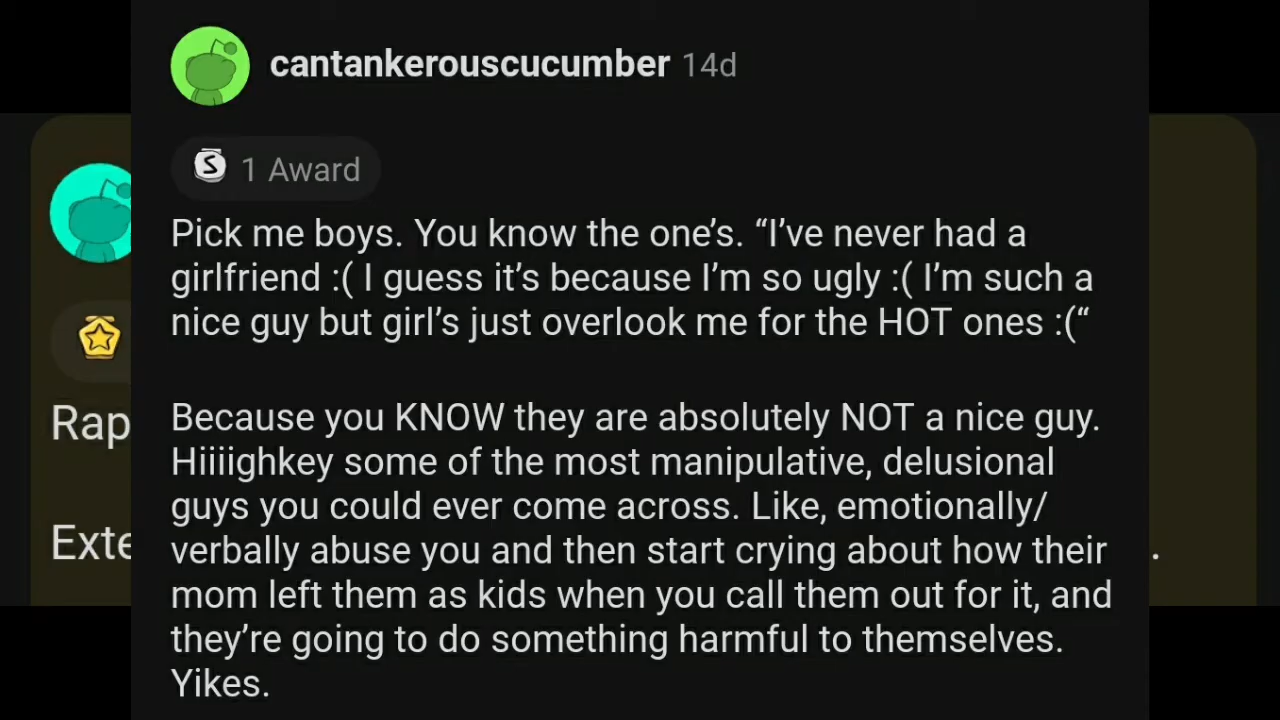 cantankerouscucumber 14d
S 1 Award
Pick me boys. You know the one's. “I've never had a
girlfriend :( I guess it's because I'm so ugly :( I'm such a
nice guy but girl's just overlook me for the HOT ones :(“
Because you KNOW they are absolutely NOT a nice guy.
Hiiiighkey some of the most manipulative, delusional
guys you could ever come across. Like, emotionally/
verbally abuse you and then start crying about how their
mom left them as kids when you call them out for it, and
they're going to do something harmful to themselves.
Yikes.
Rap
Exte
.